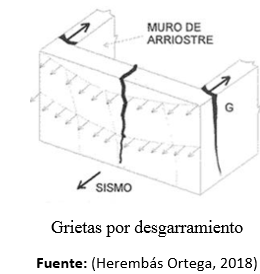 MURO DE
ARRIOSTRE
G
SISMO
Grietas por desgarramiento
Fuente: (Herembás Ortega, 2018)